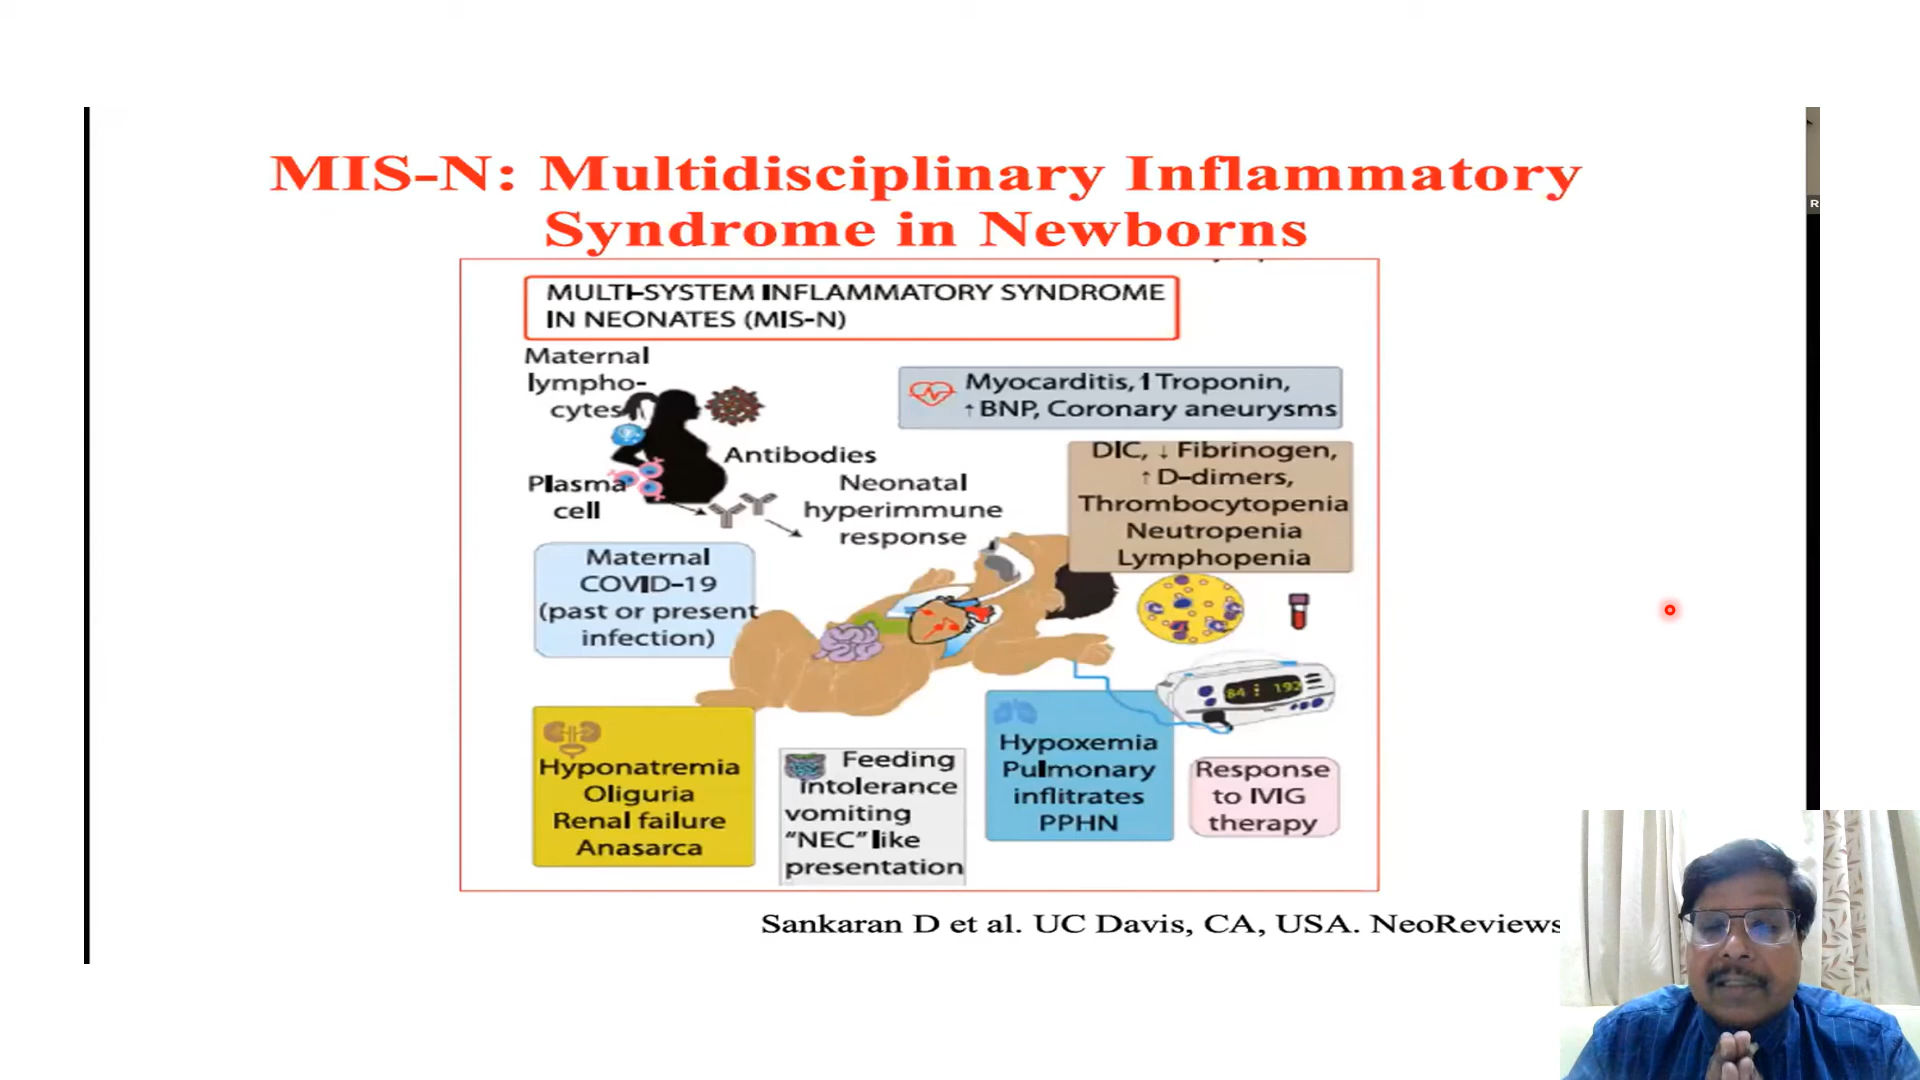 MIS-N: Multidisciplinary Inflammatory
Syndrome in Newborns
MULTI-SYSTEM INFLAMMATORY SYNDROME
IN NEONATES (MIS-N)
Maternal
lympho-
cytes
Antibodies
Plasma
cell
Neonatal
hyperimmune
response
Myocarditis, ↑ Troponin,
↑ BNP, Coronary aneurysms
DIC, ↓ Fibrinogen,
↑ D-dimers,
Thrombocytopenia
Neutropenia
Lymphopenia
Maternal
COVID-19
(past or present
infection)
84 192
Hyponatremia
Oliguria
Renal failure
Anasarca
Feeding
intolerance
vomiting
“NEC” like
presentation
Hypoxemia
Pulmonary
inflitrates
PPHN
Response
to IVIG
therapy
Sankaran D et al. UC Davis, CA, USA. NeoReviews
R